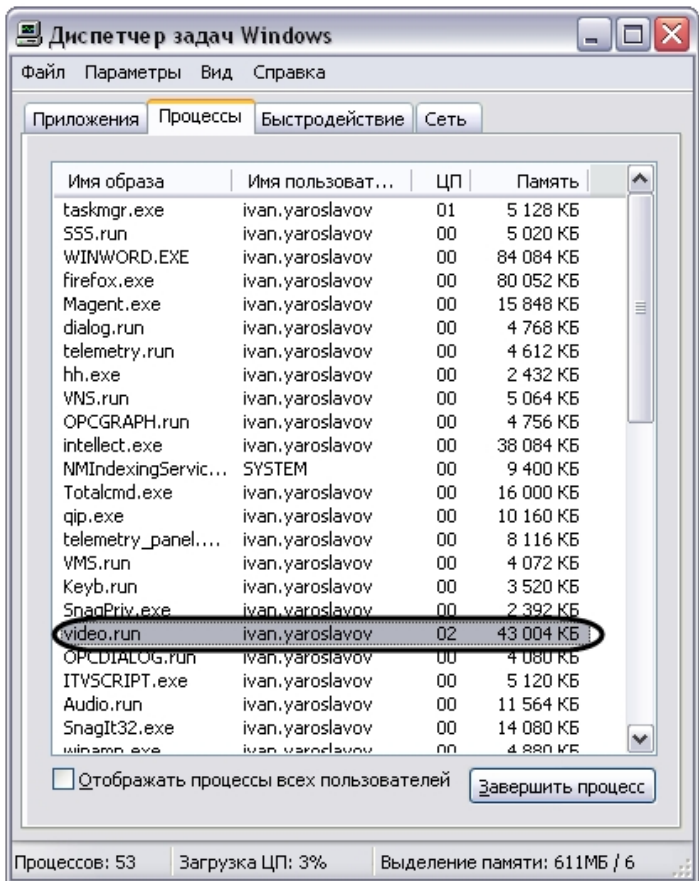 Диспетчер задач Windows
Файл Параметры Вид Справка
Приложения Процессы Быстродействие Сеть
Имя образа Имя пользоват... ЦП Память
taskmgr.exe ivan.yaroslavov 01 5 128 КБ
SSS.run ivan.yaroslavov 00 5 020 КБ
WINWORD.EXE ivan.yaroslavov 00 84 084 КБ
firefox.exe ivan.yaroslavov 00 80 052 КБ
Magent.exe ivan.yaroslavov 00 15 848 КБ
dialog.run ivan.yaroslavov 00 4 768 КБ
telemetry.run ivan.yaroslavov 00 4 612 КБ
hh.exe ivan.yaroslavov 00 2 432 КБ
VNS.run ivan.yaroslavov 00 5 064 КБ
OPCGRAPH.run ivan.yaroslavov 00 4 756 КБ
intellect.exe ivan.yaroslavov 00 38 084 КБ
NMIndexingServic... SYSTEM 00 9 400 КБ
Totalcmd.exe ivan.yaroslavov 00 16 000 КБ
qip.exe ivan.yaroslavov 00 10 160 КБ
telemetry_panel.... ivan.yaroslavov 00 8 116 КБ
VMS.run ivan.yaroslavov 00 4 072 КБ
Keyb.run ivan.yaroslavov 00 3 520 КБ
SnagPriv.exe ivan.yaroslavov 00 2 392 КБ
video.run ivan.yaroslavov 02 43 004 КБ
OPCDIALOG.run ivan.yaroslavov 00 4 080 КБ
ITVSCRIPT.exe ivan.yaroslavov 00 5 120 КБ
Audio.run ivan.yaroslavov 00 11 564 КБ
SnagIt32.exe ivan.yaroslavov 00 14 080 КБ
winamp.exe ivan.yaroslavov 00 4 880 КБ
Отображать процессы всех пользователей Завершить процесс
Процессов: 53 Загрузка ЦП: 3% Выделение памяти: 611МБ / 6